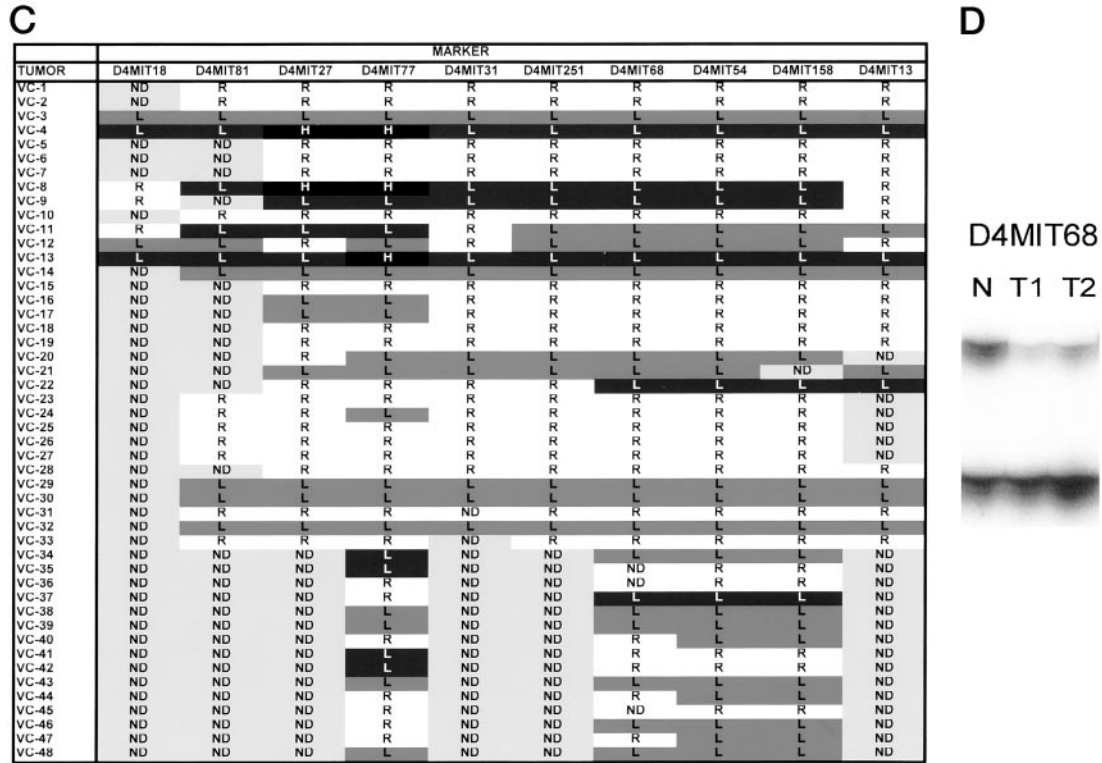 C
D
MARKER
TUMOR D4MIT18 D4MIT81 D4MIT27 D4MIT77 D4MIT31 D4MIT251 D4MIT68 D4MIT54 D4MIT158 D4MIT13
VC-1 ND R R R R R R R R R
VC-2 ND R R R R R R R R R
VC-3 L L L L L L L L L L
VC-4 L L H H L L L L L L
VC-5 ND ND R R R R R R R R
VC-6 ND ND R R R R R R R R
VC-7 ND ND R R R R R R R R
VC-8 R L H H L L L L L R
VC-9 R ND L L L L L L L R
VC-10 ND R R R R R R R R R
VC-11 R L L L R L L L L L
VC-12 L L R L R L L L L R
VC-13 L L L H L L L L L L
VC-14 ND L L L L L L L L L
VC-15 ND ND R R R R R R R R
VC-16 ND ND L L R R R R R R
VC-17 ND ND L L R R R R R R
VC-18 ND ND R R R R R R R R
VC-19 ND ND R R R R R R R R
VC-20 ND ND R L L L L L L ND
VC-21 ND ND L L L L L L ND L
VC-22 ND ND R R R R L L L L
VC-23 ND R R R R R R R R ND
VC-24 ND R R L R R R R R ND
VC-25 ND R R R R R R R R ND
VC-26 ND R R R R R R R R ND
VC-27 ND R R R R R R R R ND
VC-28 ND ND R R R R R R R R
VC-29 ND L L L L L L L L L
VC-30 ND L L L L L L L L L
VC-31 ND R R R ND R R R R R
VC-32 ND L L L L L L L L L
VC-33 ND R R R ND R R R R R
VC-34 ND ND ND L ND ND L L L ND
VC-35 ND ND ND L ND ND ND R R ND
VC-36 ND ND ND R ND ND ND R R ND
VC-37 ND ND ND R ND ND L L L ND
VC-38 ND ND ND L ND ND L L L ND
VC-39 ND ND ND L ND ND L L L ND
VC-40 ND ND ND R ND ND R L L ND
VC-41 ND ND ND L ND ND R R R ND
VC-42 ND ND ND L ND ND R R R ND
VC-43 ND ND ND L ND ND L L L ND
VC-44 ND ND ND R ND ND R L L ND
VC-45 ND ND ND R ND ND ND R R ND
VC-46 ND ND ND R ND ND L L L ND
VC-47 ND ND ND R ND ND R L L ND
VC-48 ND ND ND L ND ND L L L ND
D4MIT68
N T1 T2